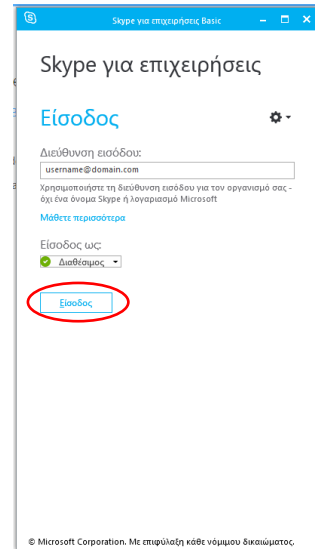 Skype για επιχειρήσεις Basic
Skype για επιχειρήσεις
Είσοδος
Διεύθυνση εισόδου:
username@domain.com
Χρησιμοποιήστε τη διεύθυνση εισόδου για τον οργανισμό σας -
όχι ένα όνομα Skype ή λογαριασμό Microsoft
Μάθετε περισσότερα
Είσοδος ως:
Διαθέσιμος
Είσοδος
© Microsoft Corporation. Με επιφύλαξη κάθε νόμιμου δικαιώματος.